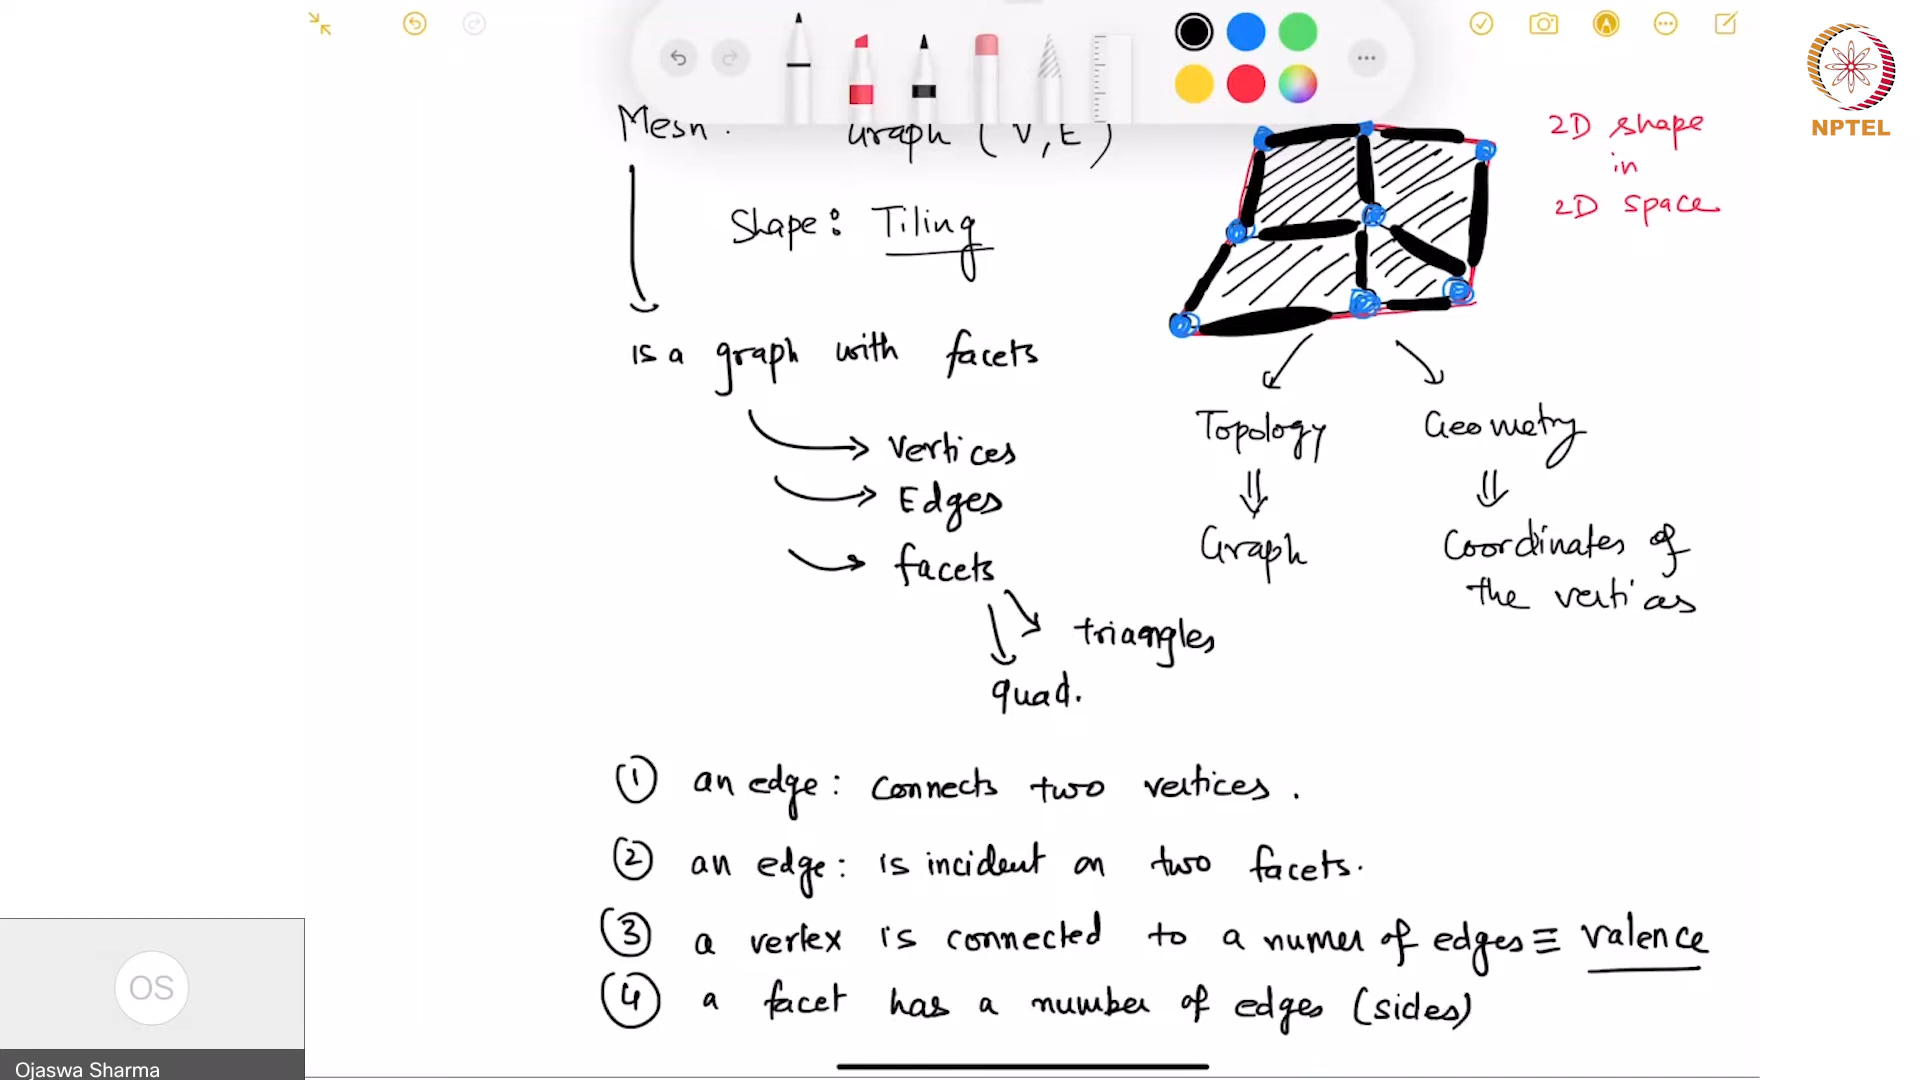 Mesh.
Graph (V, E)
2D shape
in
2D space
NPTEL
Shape: Tiling
is a graph with facets
vertices
Edges
facets
triangles
quad.
Topology
Geometry
Graph
Coordinates of
the vertices
1 an edge: connects two vertices.
2 an edge: is incident on two facets.
3 a vertex is connected to a numer of edges ≡ valence
4 a facet has a number of edges (sides)
OS
Ojaswa Sharma